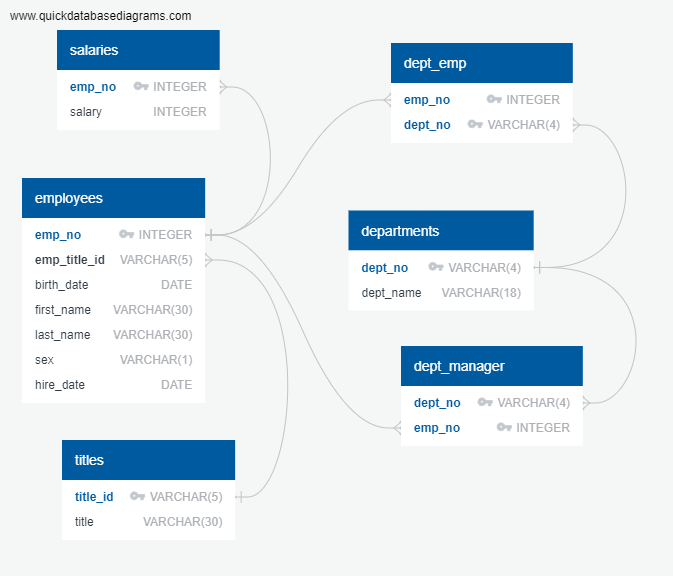 www.quickdatabasediagrams.com
salaries
emp_no INTEGER
salary INTEGER
dept_emp
emp_no INTEGER
dept_no VARCHAR(4)
employees
emp_no INTEGER
emp_title_id VARCHAR(5)
birth_date DATE
first_name VARCHAR(30)
last_name VARCHAR(30)
sex VARCHAR(1)
hire_date DATE
departments
dept_no VARCHAR(4)
dept_name VARCHAR(18)
dept_manager
dept_no VARCHAR(4)
emp_no INTEGER
titles
title_id VARCHAR(5)
title VARCHAR(30)